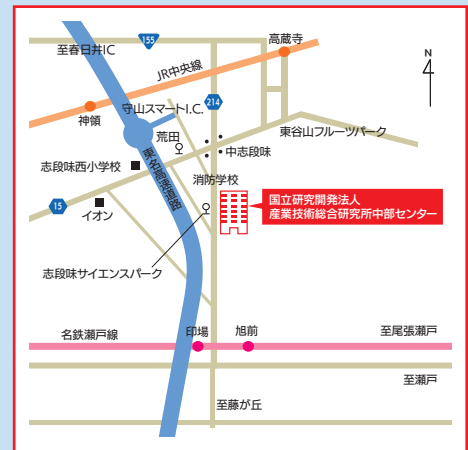 155
高蔵寺
至春日井IC
N
JR中央線
守山スマートI.C.
214
神領
東谷山フルーツパーク
荒田
中志段味
志段味西小学校
消防学校
東名高速道路
国立研究開発法人
産業技術総合研究所中部センター
15
イオン
志段味サイエンスパーク
名鉄瀬戸線
印場
旭前
至尾張瀬戸
至瀬戸
至藤が丘